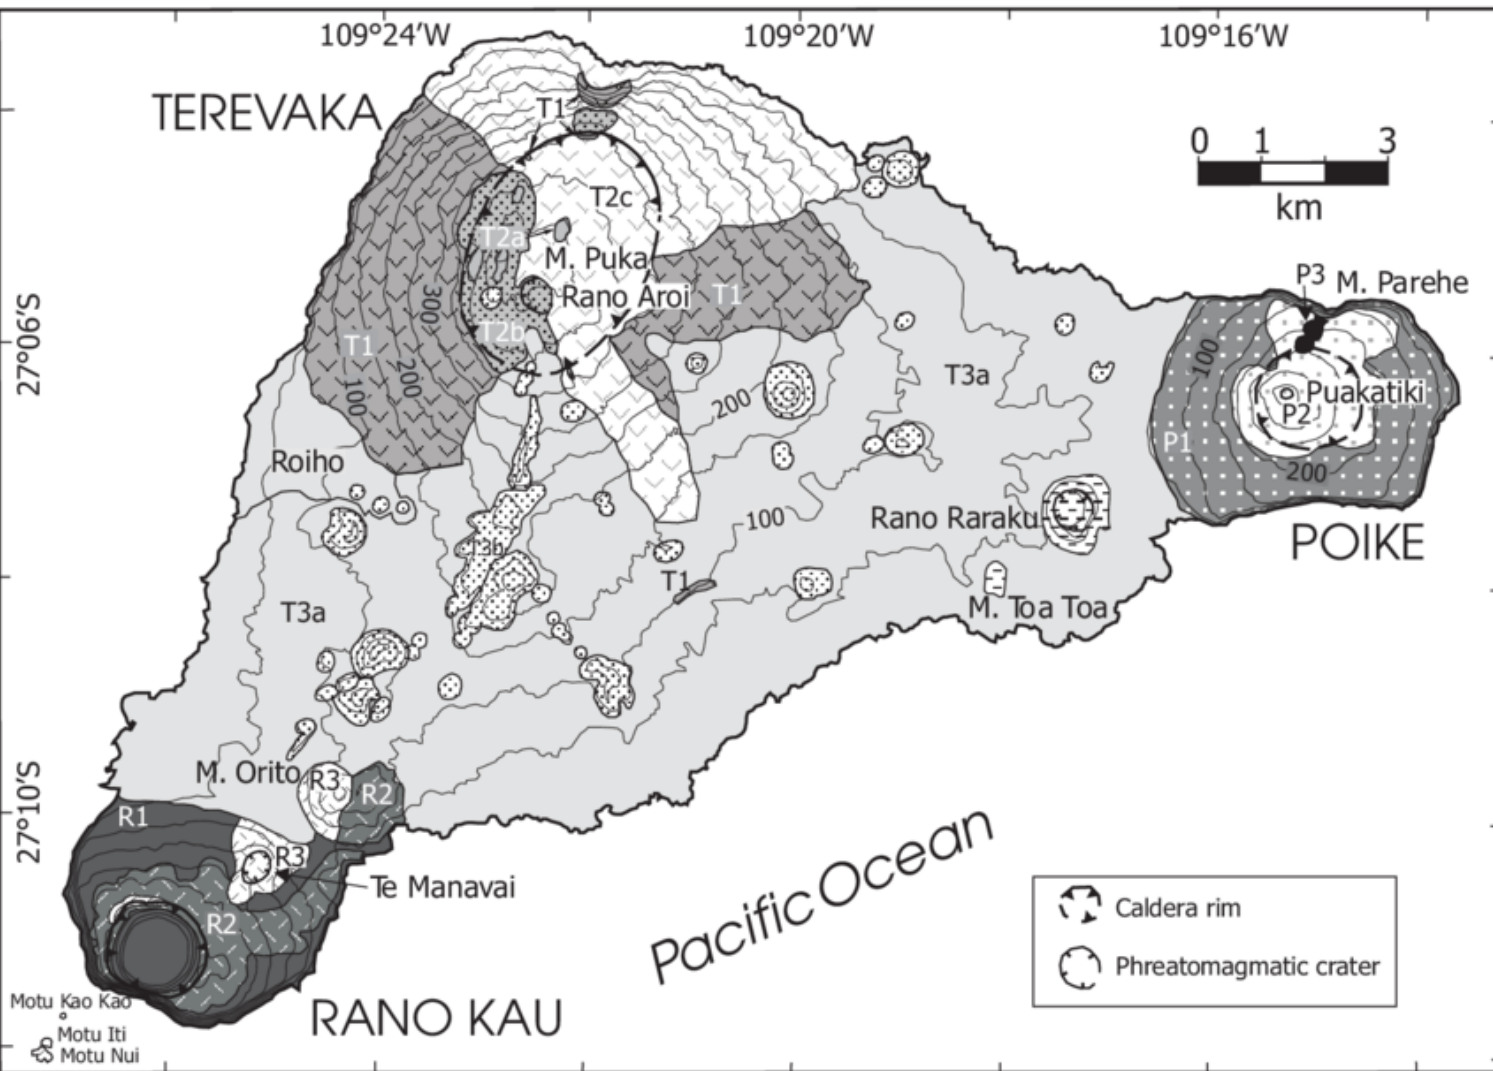 109°24'W
109°20'W
109°16'W
TEREVAKA
T1
0 1 3
km
T2c
T2a
M. Puka
Rano Aroi
T1
P3 M. Parehe
300
T2b
T1
27°06'S
100
200
100
T3a
200
Puakatiki
P2
P1
200
Roiho
Rano Raraku
100
POIKE
T3b
T1
M. Toa Toa
T3a
M. Orito
R3
R2
R1
27°10'S
R3
Te Manavai
R2
Pacific Ocean
Caldera rim
Phreatomagmatic crater
RANO KAU
Motu Kao Kao
Motu Iti
Motu Nui